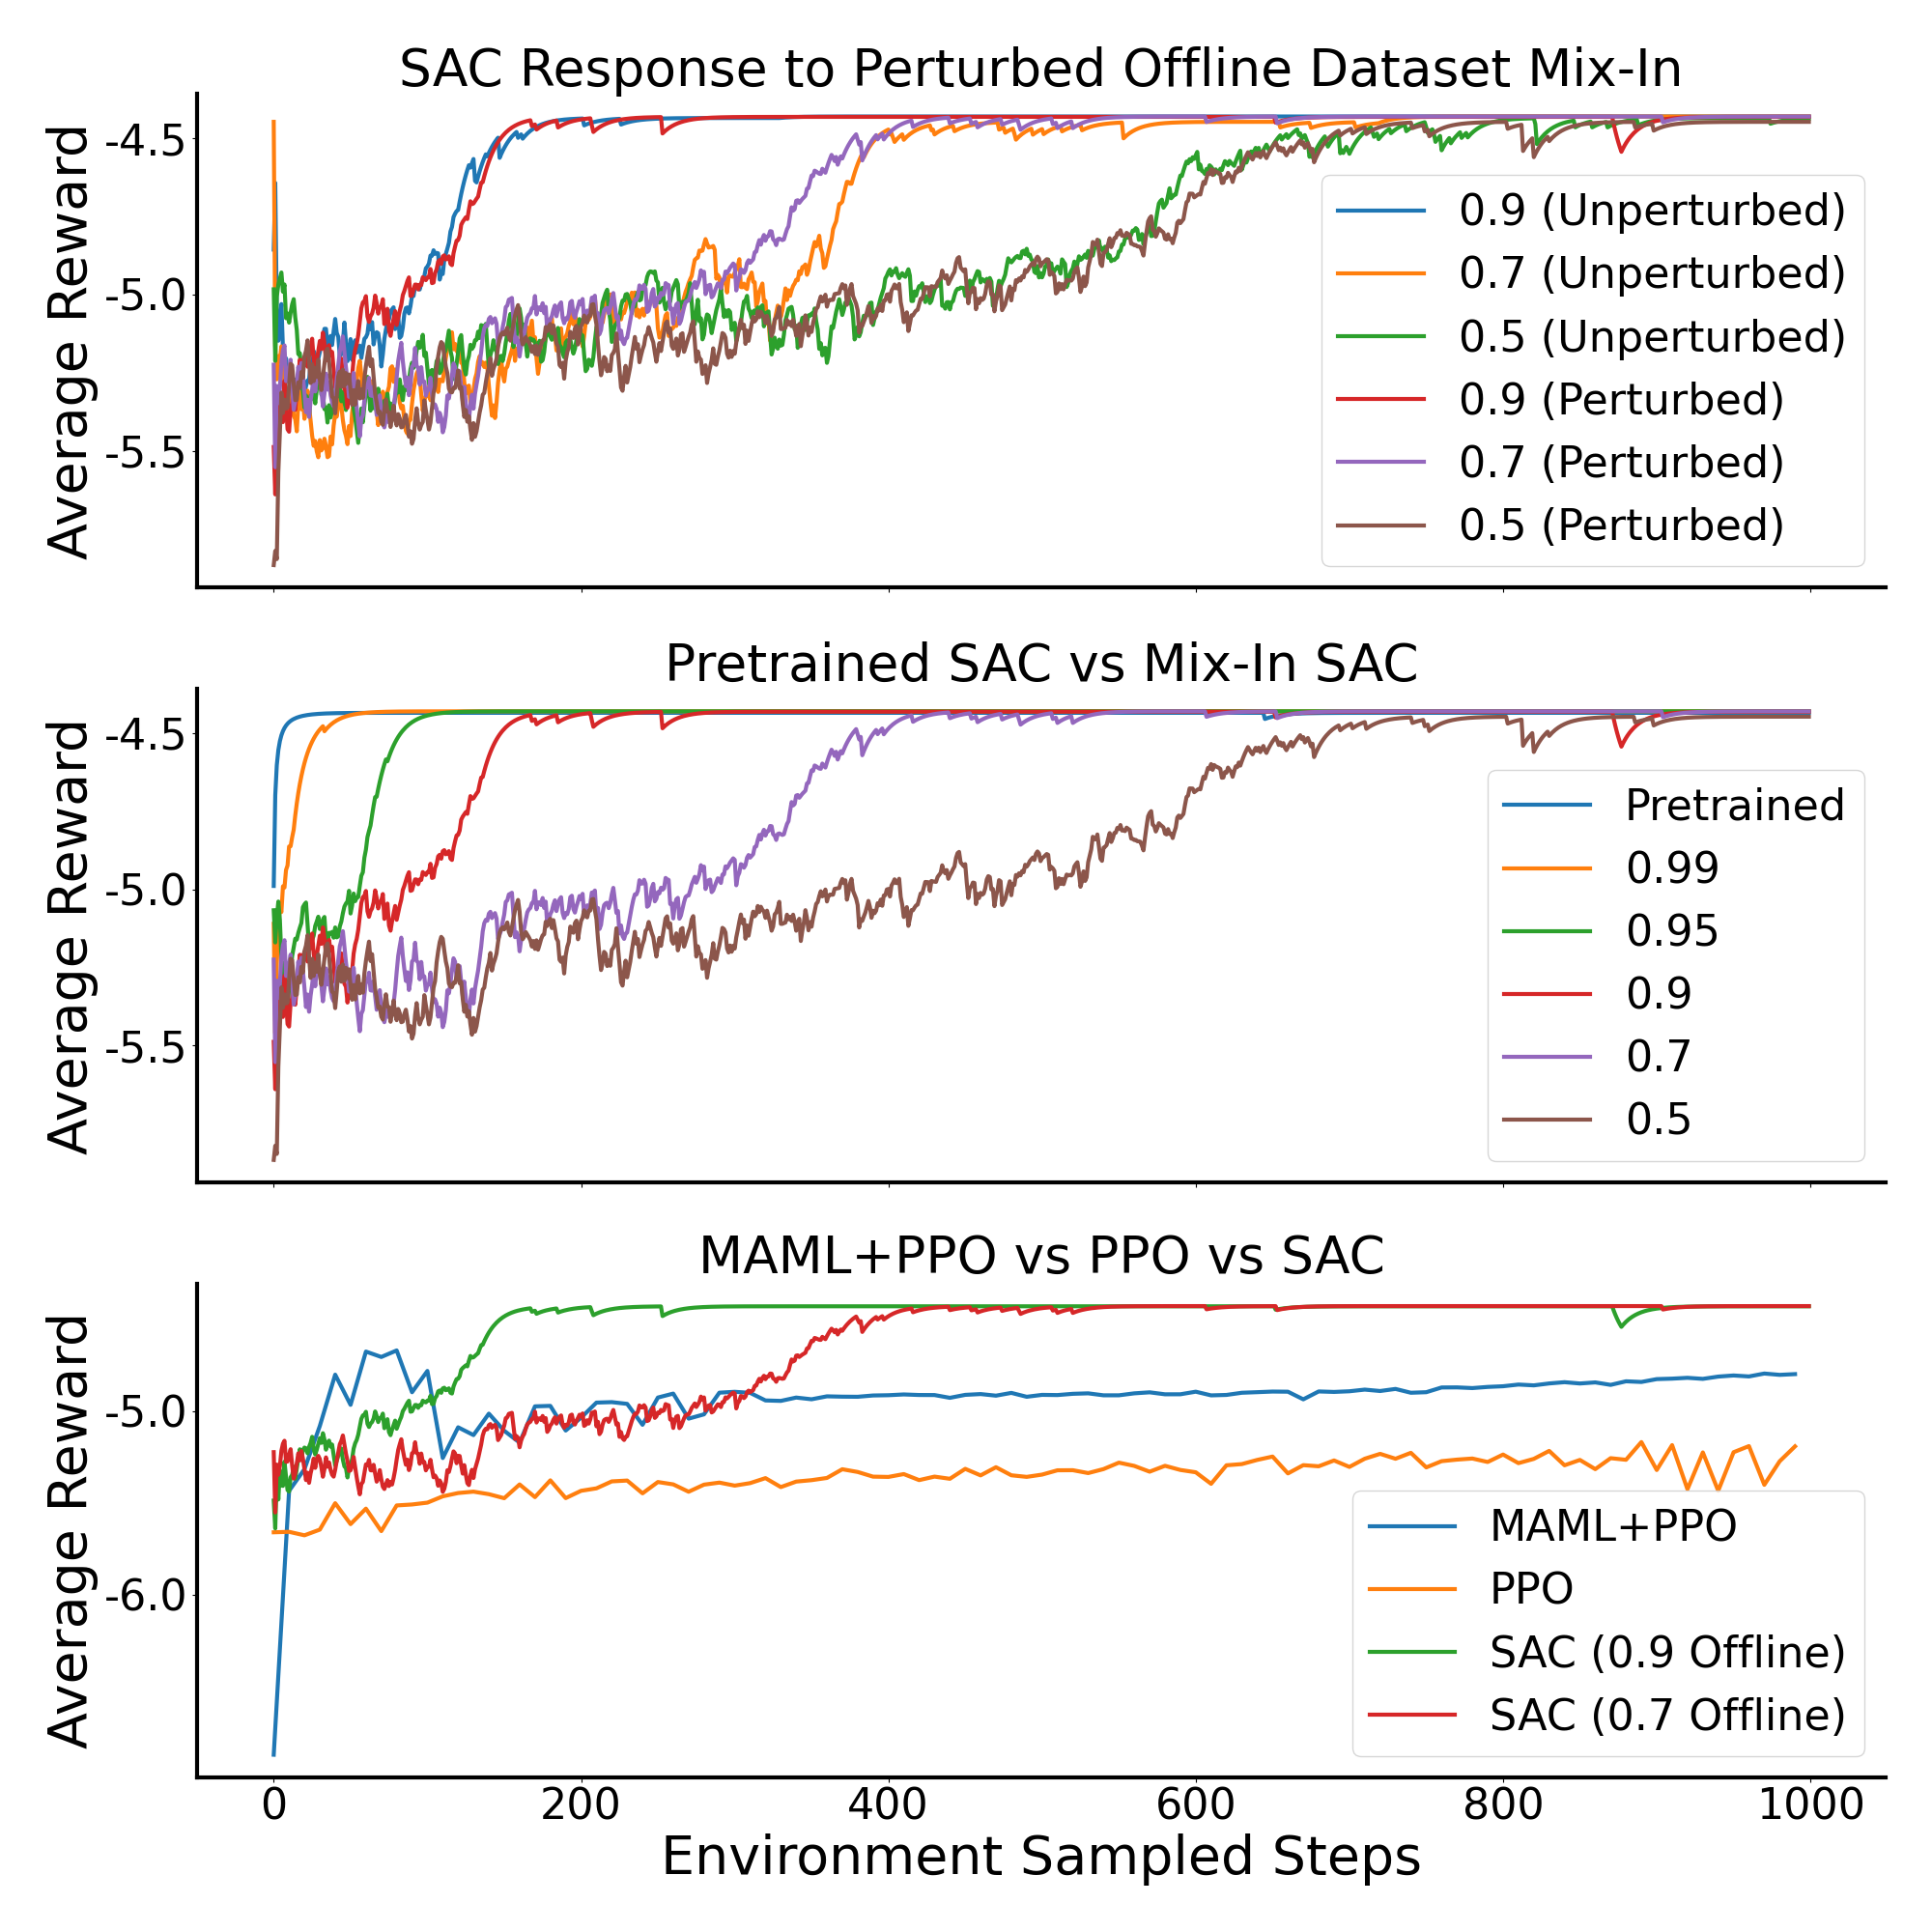 SAC Response to Perturbed Offline Dataset Mix-In
Average Reward
-4.5
-5.0
-5.5
0.9 (Unperturbed)
0.7 (Unperturbed)
0.5 (Unperturbed)
0.9 (Perturbed)
0.7 (Perturbed)
0.5 (Perturbed)
Pretrained SAC vs Mix-In SAC
Average Reward
-4.5
-5.0
-5.5
Pretrained
0.99
0.95
0.9
0.7
0.5
MAML+PPO vs PPO vs SAC
Average Reward
-5.0
-6.0
MAML+PPO
PPO
SAC (0.9 Offline)
SAC (0.7 Offline)
0 200 400 600 800 1000
Environment Sampled Steps